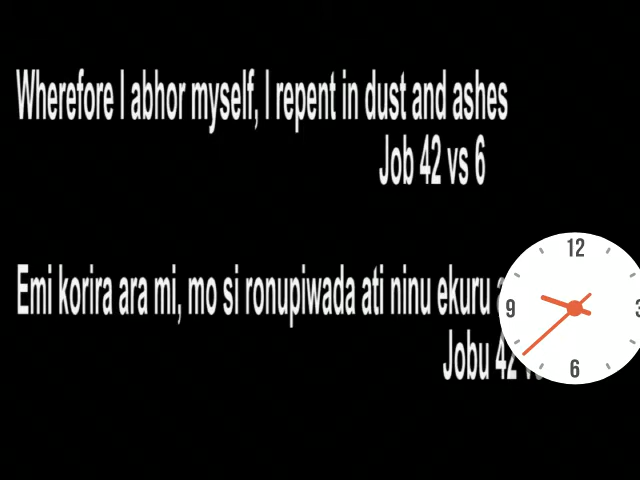 Wherefore I abhor myself, I repent in dust and ashes
Job 42 vs 6
Emi korira ara mi, mo si ronupiwada ati ninu ekuru
Jobu 42
12
9
3
6